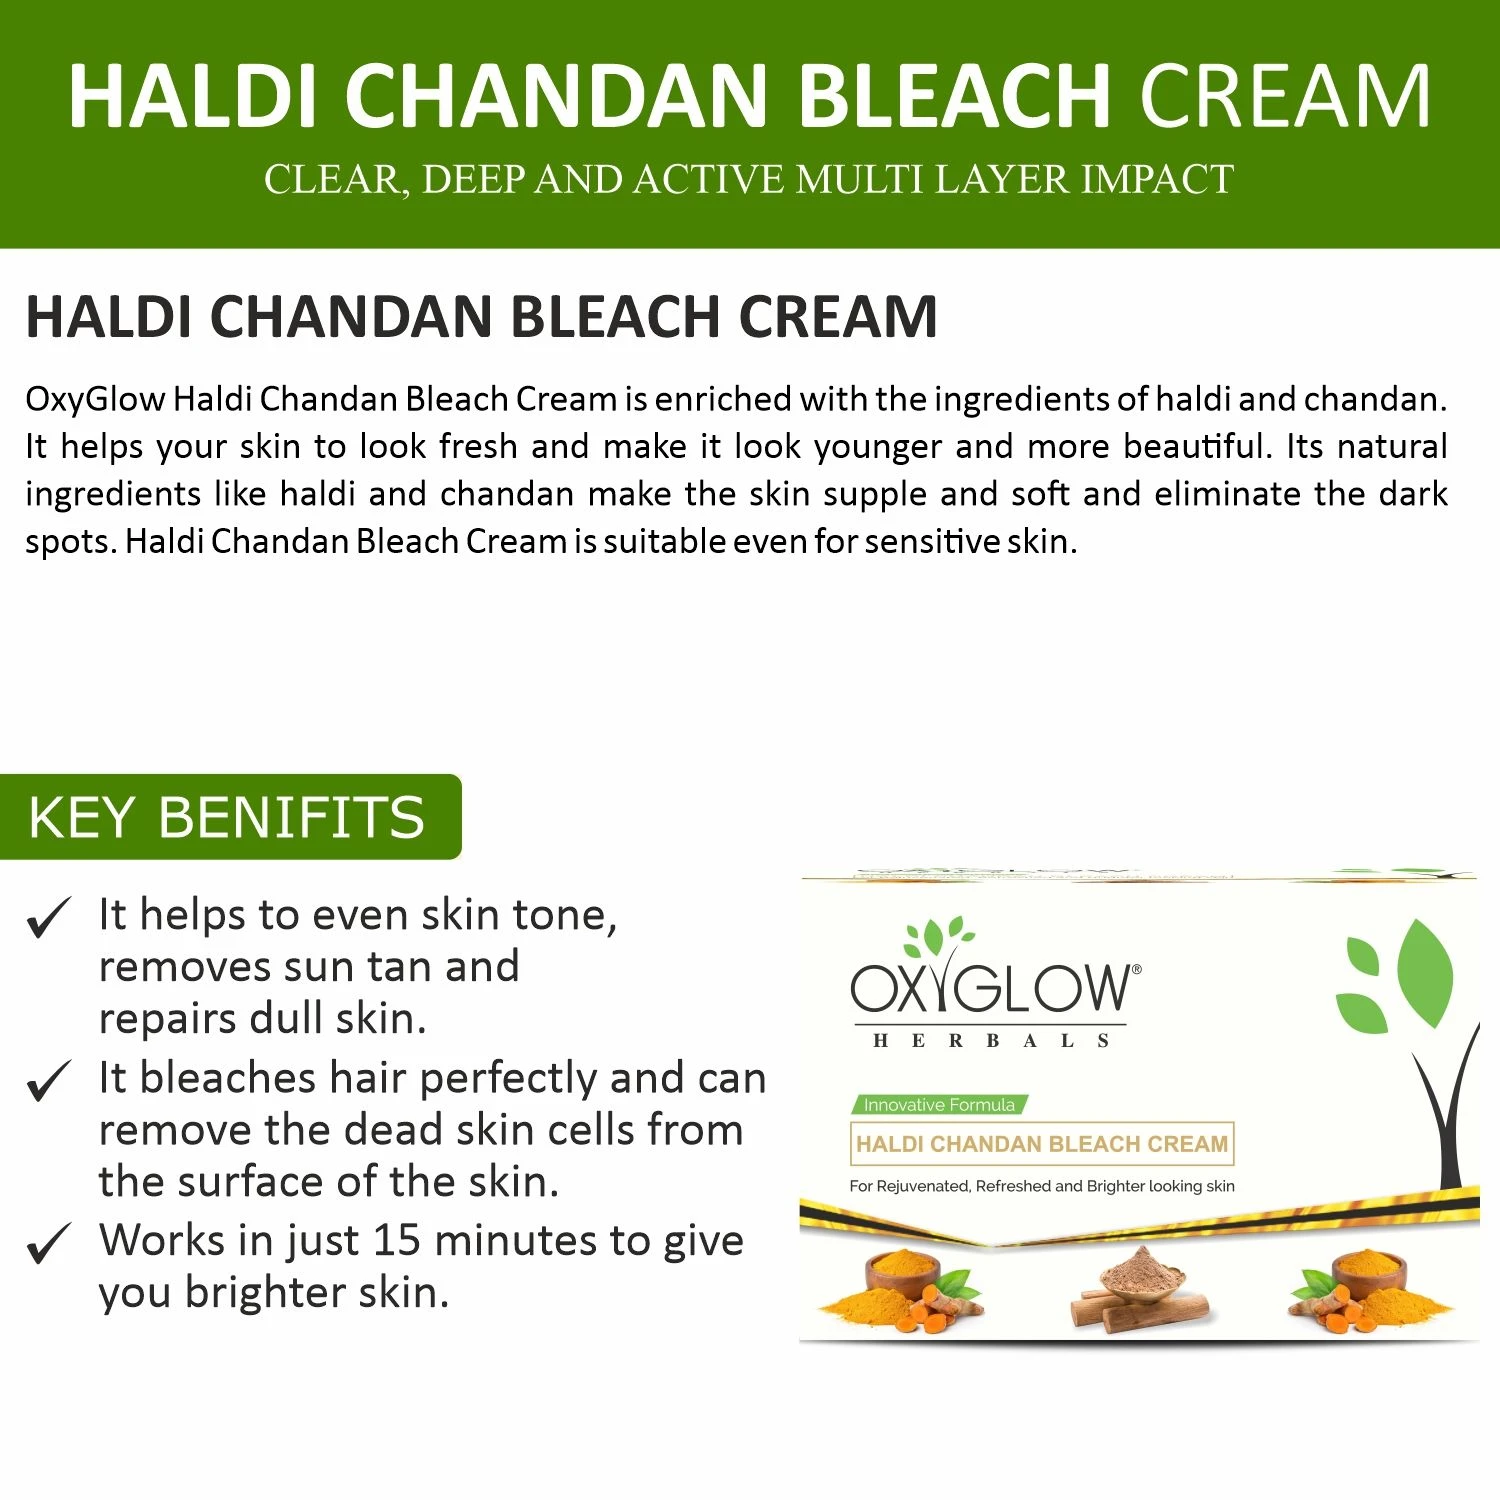 HALDI CHANDAN BLEACH CREAM
CLEAR, DEEP AND ACTIVE MULTI LAYER IMPACT
HALDI CHANDAN BLEACH CREAM
OxyGlow Haldi Chandan Bleach Cream is enriched with the ingredients of haldi and chandan.
It helps your skin to look fresh and make it look younger and more beautiful. Its natural
ingredients like haldi and chandan make the skin supple and soft and eliminate the dark
spots. Haldi Chandan Bleach Cream is suitable even for sensitive skin.
KEY BENIFITS
✓ It helps to even skin tone,
removes sun tan and
repairs dull skin.
✓ It bleaches hair perfectly and can
remove the dead skin cells from
the surface of the skin.
✓ Works in just 15 minutes to give
you brighter skin.
OXYGLOW®
HERBALS
Innovative Formula
HALDI CHANDAN BLEACH CREAM
For Rejuvenated, Refreshed and Brighter looking skin